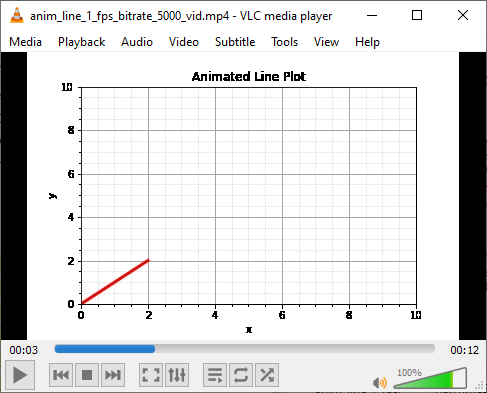 anim_line_1_fps_bitrate_5000_vid.mp4 - VLC media player
Media Playback Audio Video Subtitle Tools View Help
Animated Line Plot
10
8
6
y
4
2
0
0 2 4 6 8 10
x
00:03 00:12
100%